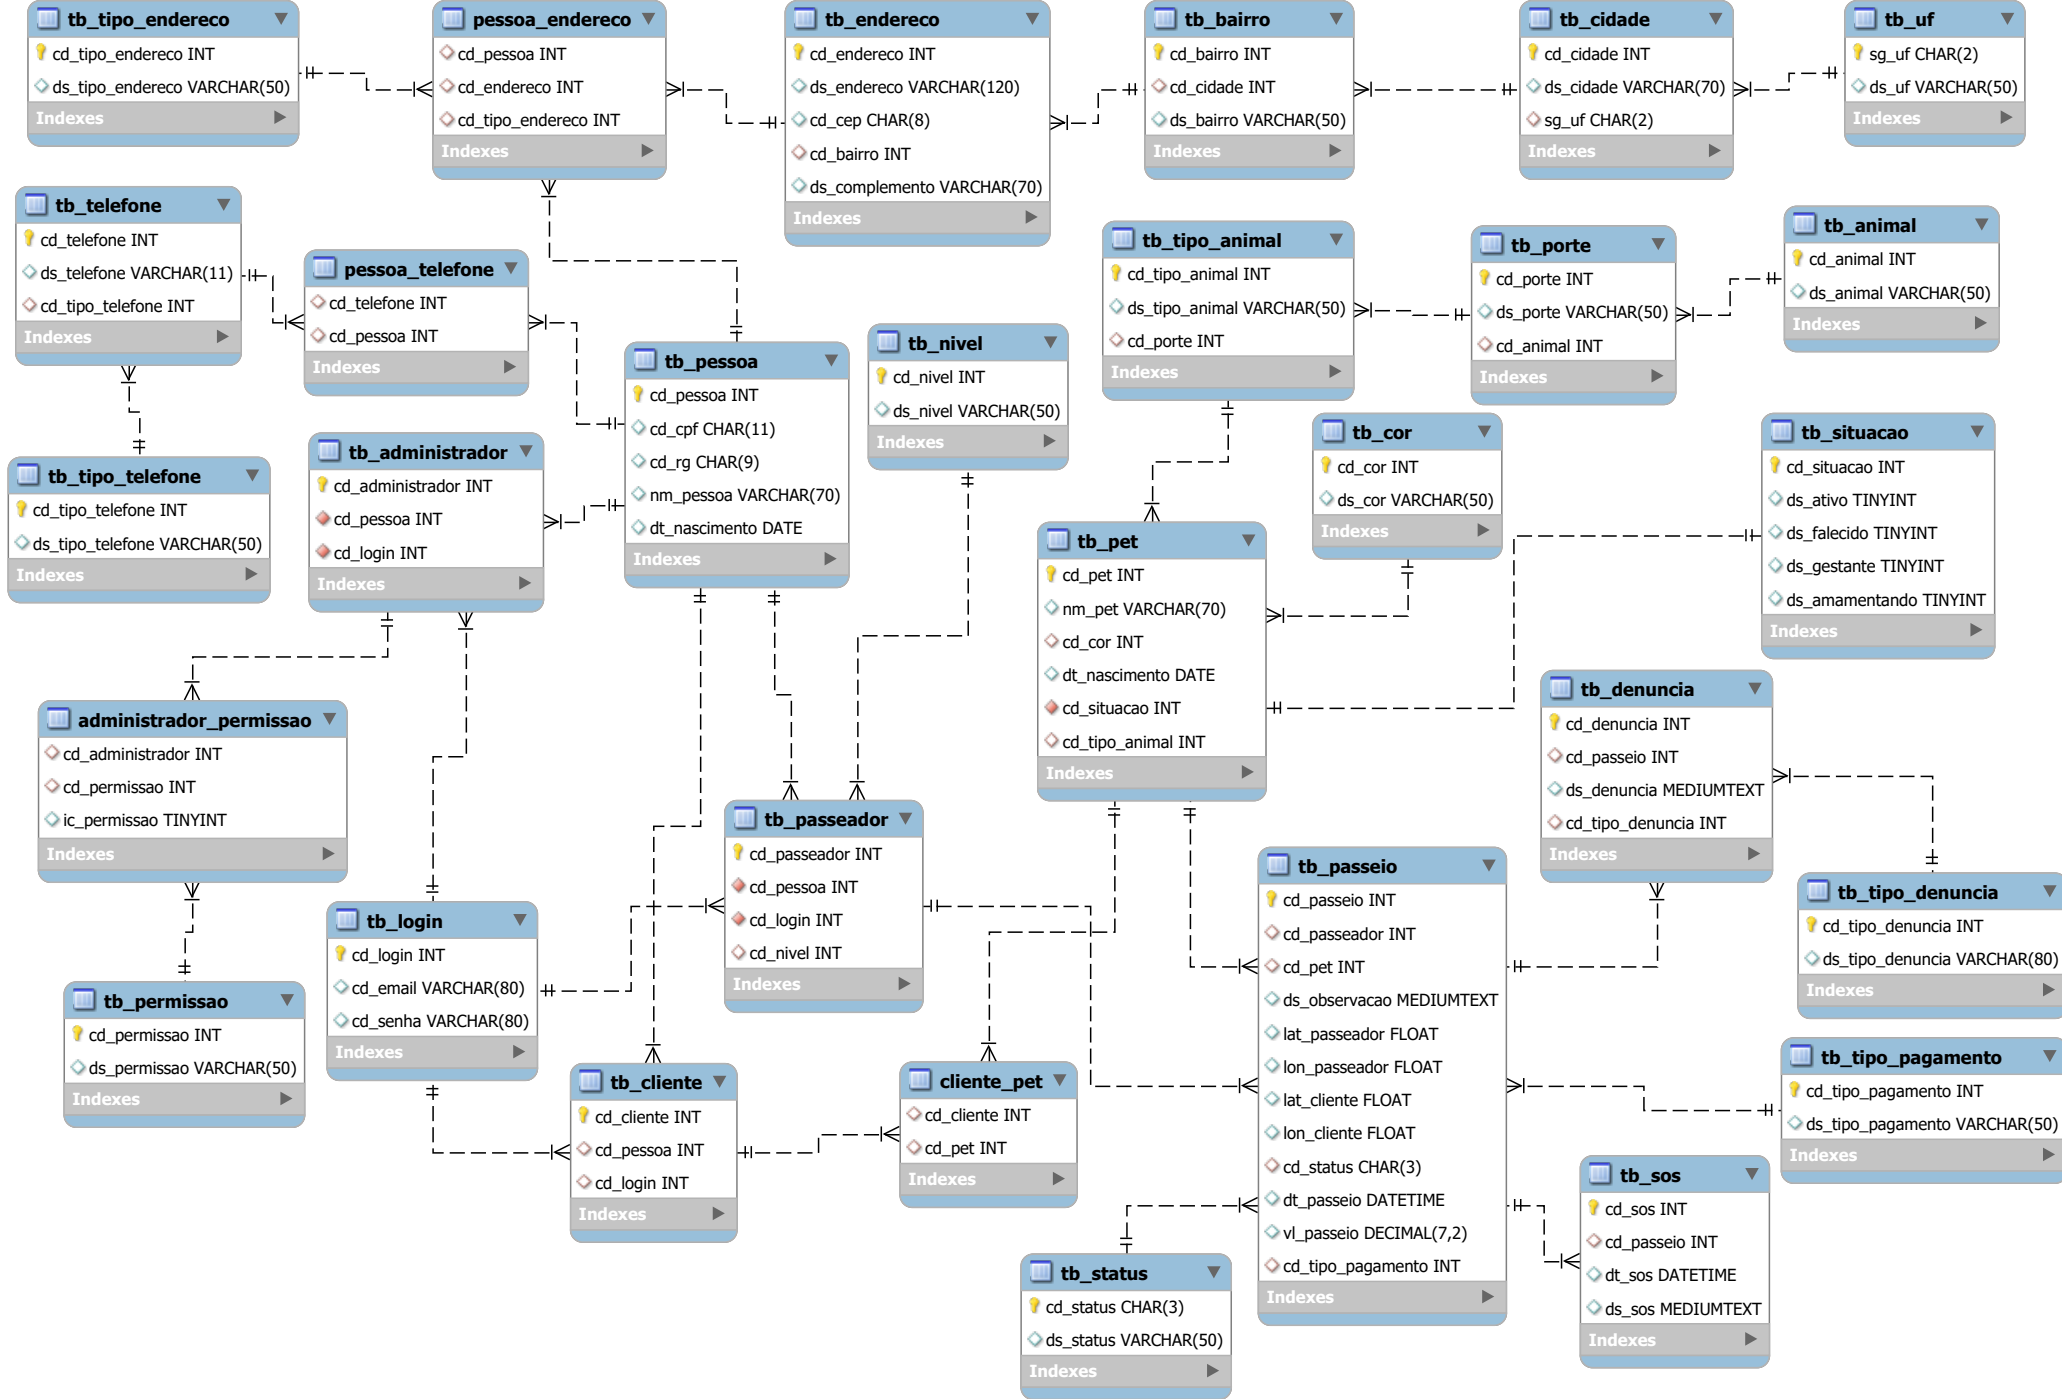 tb_tipo_endereco
cd_tipo_endereco INT
ds_tipo_endereco VARCHAR(50)
Indexes
pessoa_endereco
cd_pessoa INT
cd_endereco INT
cd_tipo_endereco INT
Indexes
tb_endereco
cd_endereco INT
ds_endereco VARCHAR(120)
cd_cep CHAR(8)
cd_bairro INT
ds_complemento VARCHAR(70)
Indexes
tb_bairro
cd_bairro INT
cd_cidade INT
ds_bairro VARCHAR(50)
Indexes
tb_cidade
cd_cidade INT
ds_cidade VARCHAR(70)
sg_uf CHAR(2)
Indexes
tb_uf
sg_uf CHAR(2)
ds_uf VARCHAR(50)
Indexes
tb_telefone
cd_telefone INT
ds_telefone VARCHAR(11)
cd_tipo_telefone INT
Indexes
pessoa_telefone
cd_telefone INT
cd_pessoa INT
Indexes
tb_pessoa
cd_pessoa INT
cd_cpf CHAR(11)
cd_rg CHAR(9)
nm_pessoa VARCHAR(70)
dt_nascimento DATE
Indexes
tb_nivel
cd_nivel INT
ds_nivel VARCHAR(50)
Indexes
tb_tipo_animal
cd_tipo_animal INT
ds_tipo_animal VARCHAR(50)
cd_porte INT
Indexes
tb_porte
cd_porte INT
ds_porte VARCHAR(50)
cd_animal INT
Indexes
tb_animal
cd_animal INT
ds_animal VARCHAR(50)
Indexes
tb_tipo_telefone
cd_tipo_telefone INT
ds_tipo_telefone VARCHAR(50)
Indexes
tb_administrador
cd_administrador INT
cd_pessoa INT
cd_login INT
Indexes
tb_cor
cd_cor INT
ds_cor VARCHAR(50)
Indexes
tb_situacao
cd_situacao INT
ds_ativo TINYINT
ds_falecido TINYINT
ds_gestante TINYINT
ds_amamentando TINYINT
Indexes
tb_pet
cd_pet INT
nm_pet VARCHAR(70)
cd_cor INT
dt_nascimento DATE
cd_situacao INT
cd_tipo_animal INT
Indexes
administrador_permissao
cd_administrador INT
cd_permissao INT
ic_permissao TINYINT
Indexes
tb_denuncia
cd_denuncia INT
cd_passeio INT
ds_denuncia MEDIUMTEXT
cd_tipo_denuncia INT
Indexes
tb_passeador
cd_passeador INT
cd_pessoa INT
cd_login INT
cd_nivel INT
Indexes
tb_passeio
cd_passeio INT
cd_passeador INT
cd_pet INT
ds_observacao MEDIUMTEXT
lat_passeador FLOAT
lon_passeador FLOAT
lat_cliente FLOAT
lon_cliente FLOAT
cd_status CHAR(3)
dt_passeio DATETIME
vl_passeio DECIMAL(7,2)
cd_tipo_pagamento INT
Indexes
tb_tipo_denuncia
cd_tipo_denuncia INT
ds_tipo_denuncia VARCHAR(80)
Indexes
tb_login
cd_login INT
cd_email VARCHAR(80)
cd_senha VARCHAR(80)
Indexes
tb_permissao
cd_permissao INT
ds_permissao VARCHAR(50)
Indexes
tb_cliente
cd_cliente INT
cd_pessoa INT
cd_login INT
Indexes
cliente_pet
cd_cliente INT
cd_pet INT
Indexes
tb_tipo_pagamento
cd_tipo_pagamento INT
ds_tipo_pagamento VARCHAR(50)
Indexes
tb_sos
cd_sos INT
cd_passeio INT
dt_sos DATETIME
ds_sos MEDIUMTEXT
Indexes
tb_status
cd_status CHAR(3)
ds_status VARCHAR(50)
Indexes